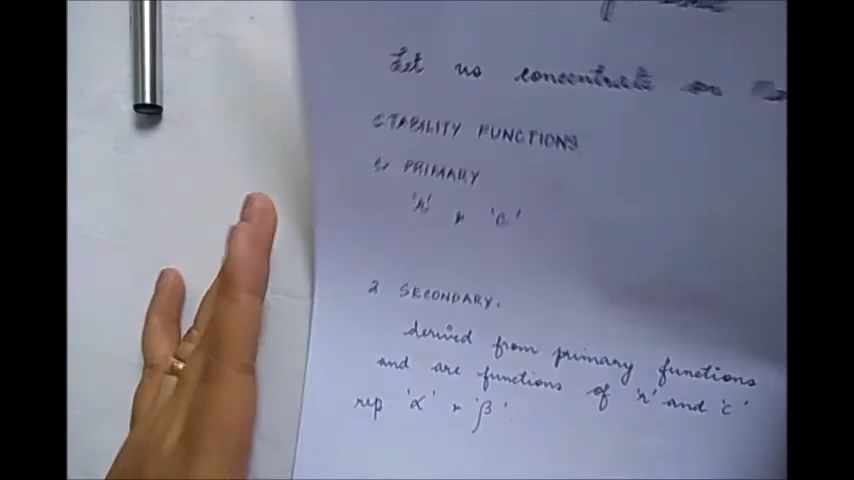 Let us concentrate on
STABILITY FUNCTIONS
1. PRIMARY
'r' & 'c'
2 SECONDARY.
derived from primary functions
and are functions of 'r' and 'c'
rep 'α' & 'β'